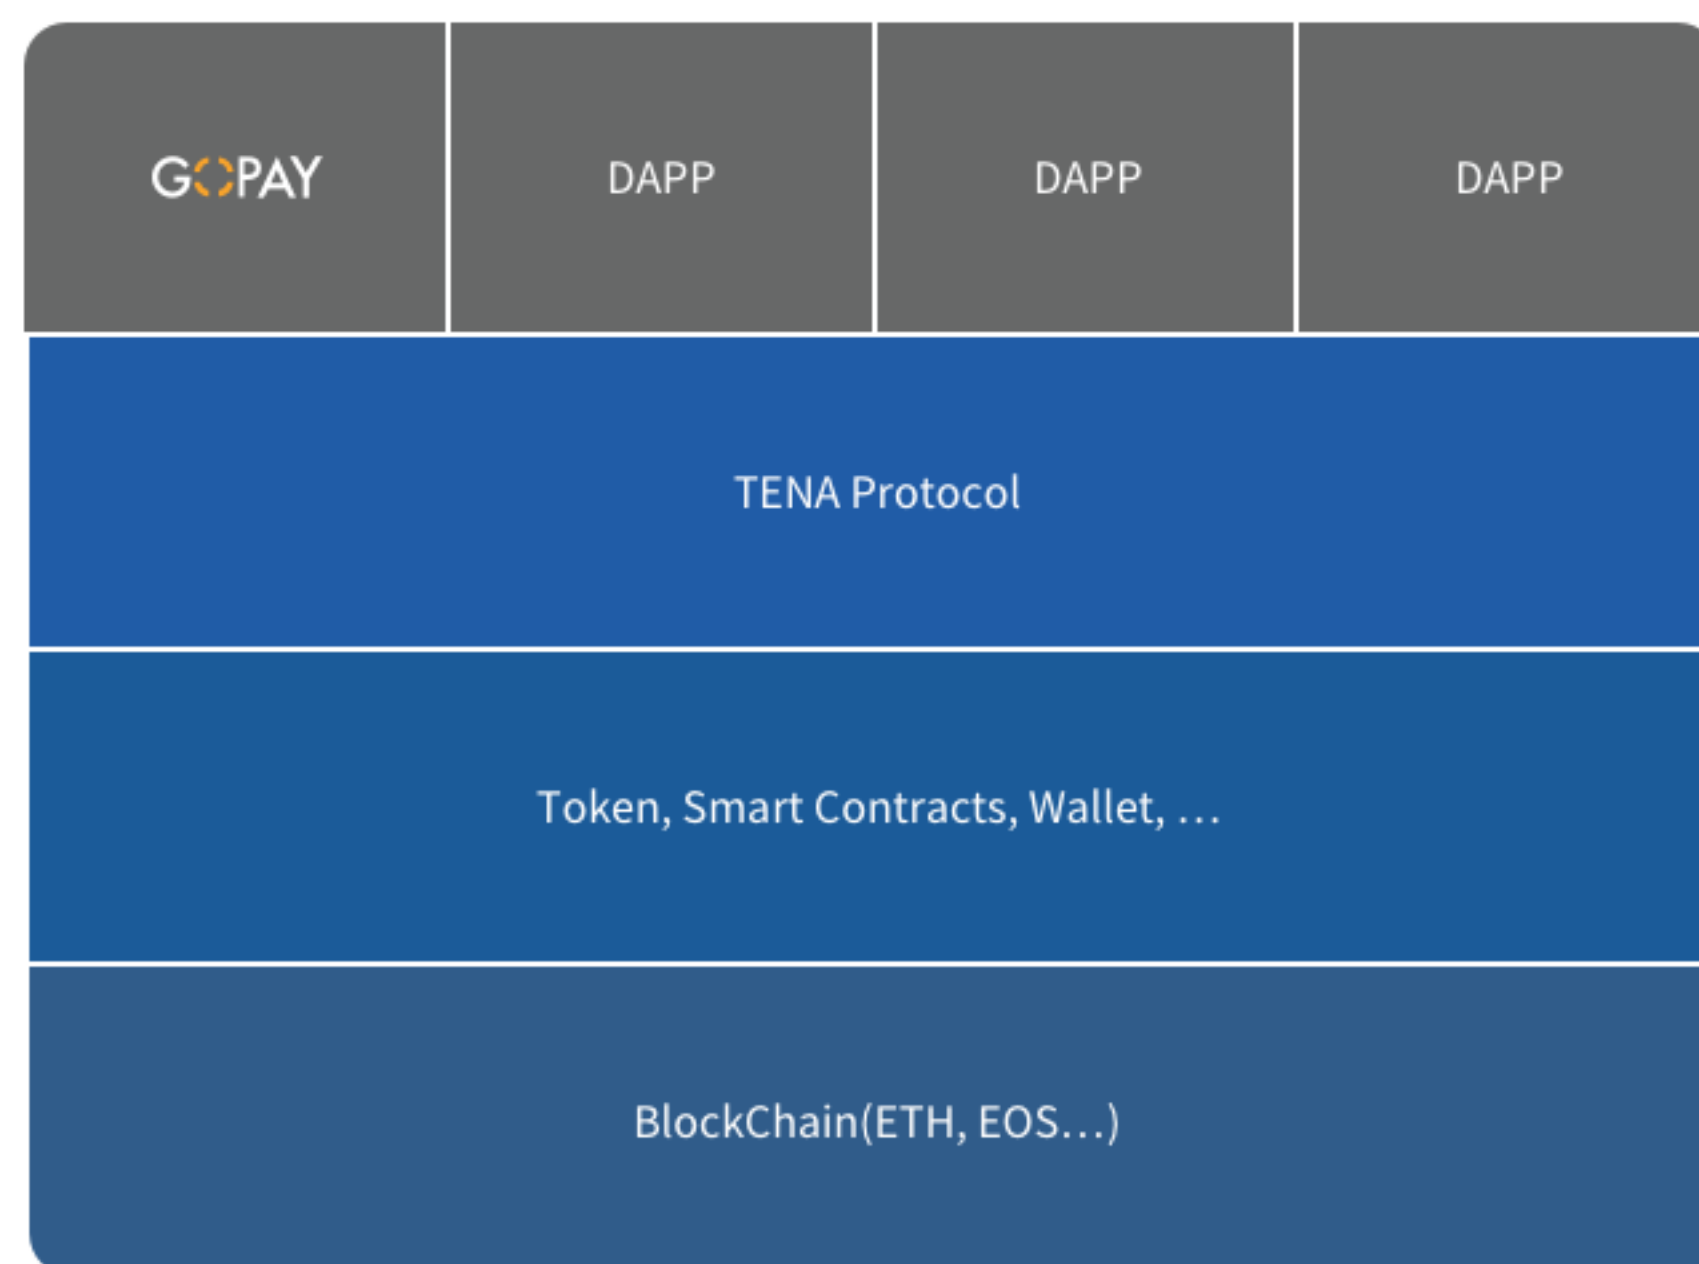 GOPAY
DAPP
DAPP
DAPP
TENA Protocol
Token, Smart Contracts, Wallet, ...
BlockChain(ETH, EOS...)